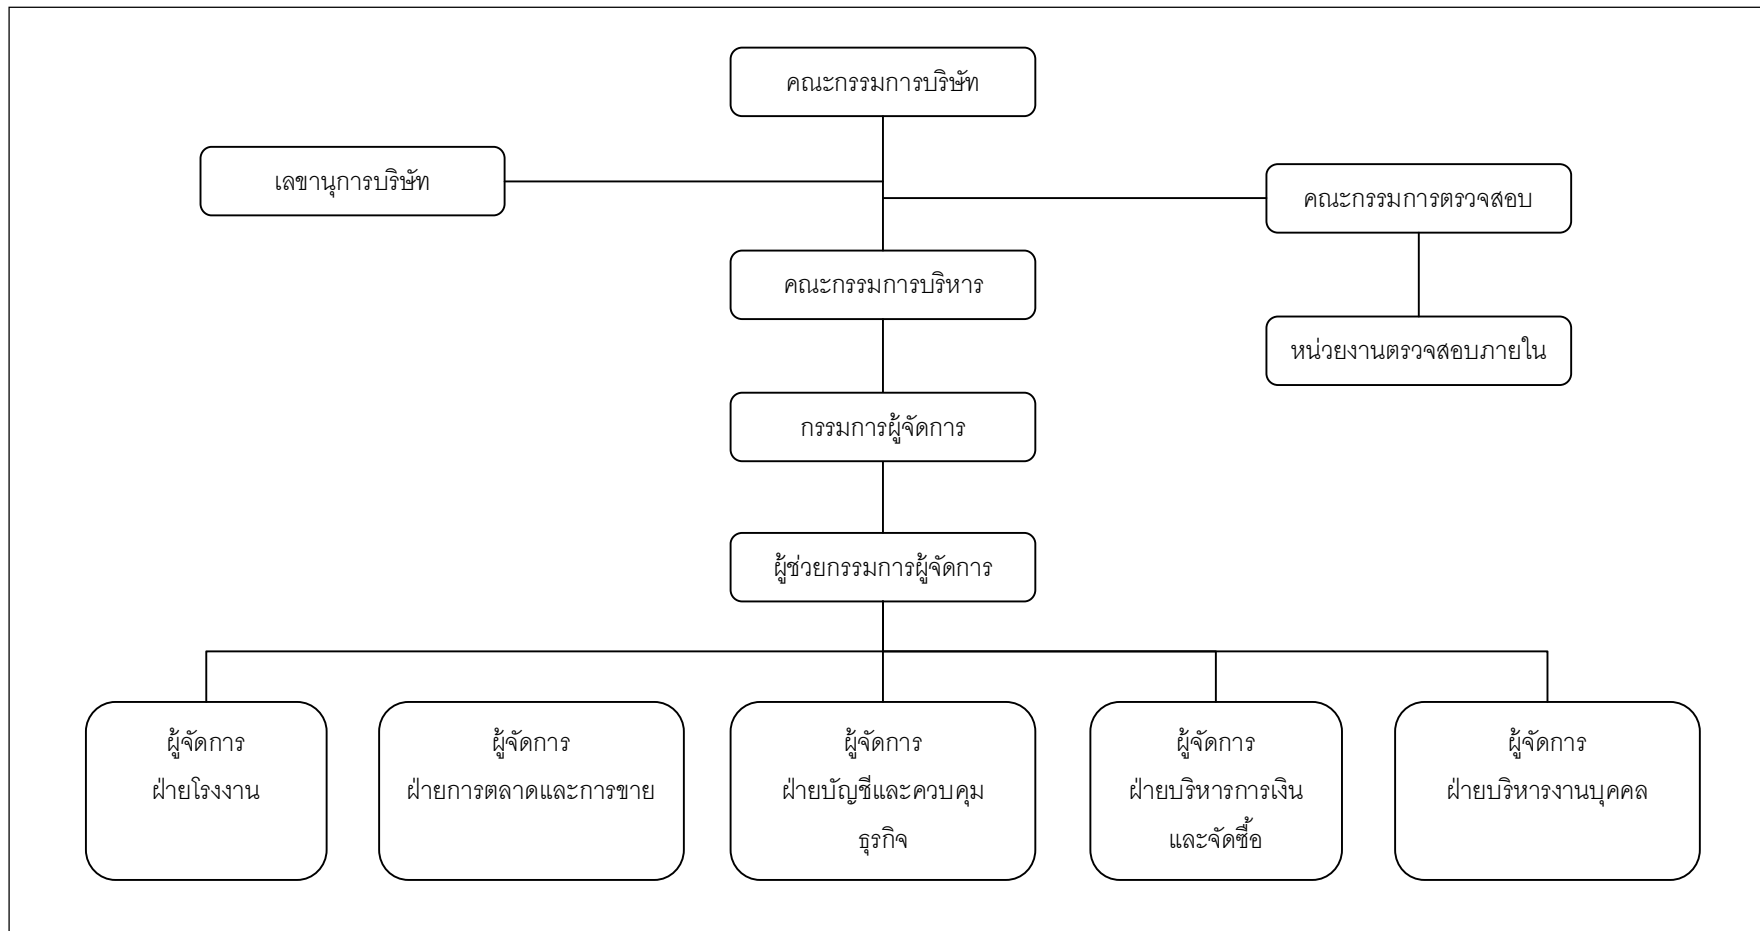 คณะกรรมการบริษัท
เลขานุการบริษัท
คณะกรรมการตรวจสอบ
คณะกรรมการบริหาร
หน่วยงานตรวจสอบภายใน
กรรมการผู้จัดการ
ผู้ช่วยกรรมการผู้จัดการ
ผู้จัดการ
ฝ่ายโรงงาน
ผู้จัดการ
ฝ่ายการตลาดและการขาย
ผู้จัดการ
ฝ่ายบัญชีและควบคุม
ธุรกิจ
ผู้จัดการ
ฝ่ายบริหารการเงิน
และจัดซื้อ
ผู้จัดการ
ฝ่ายบริหารงานบุคคล